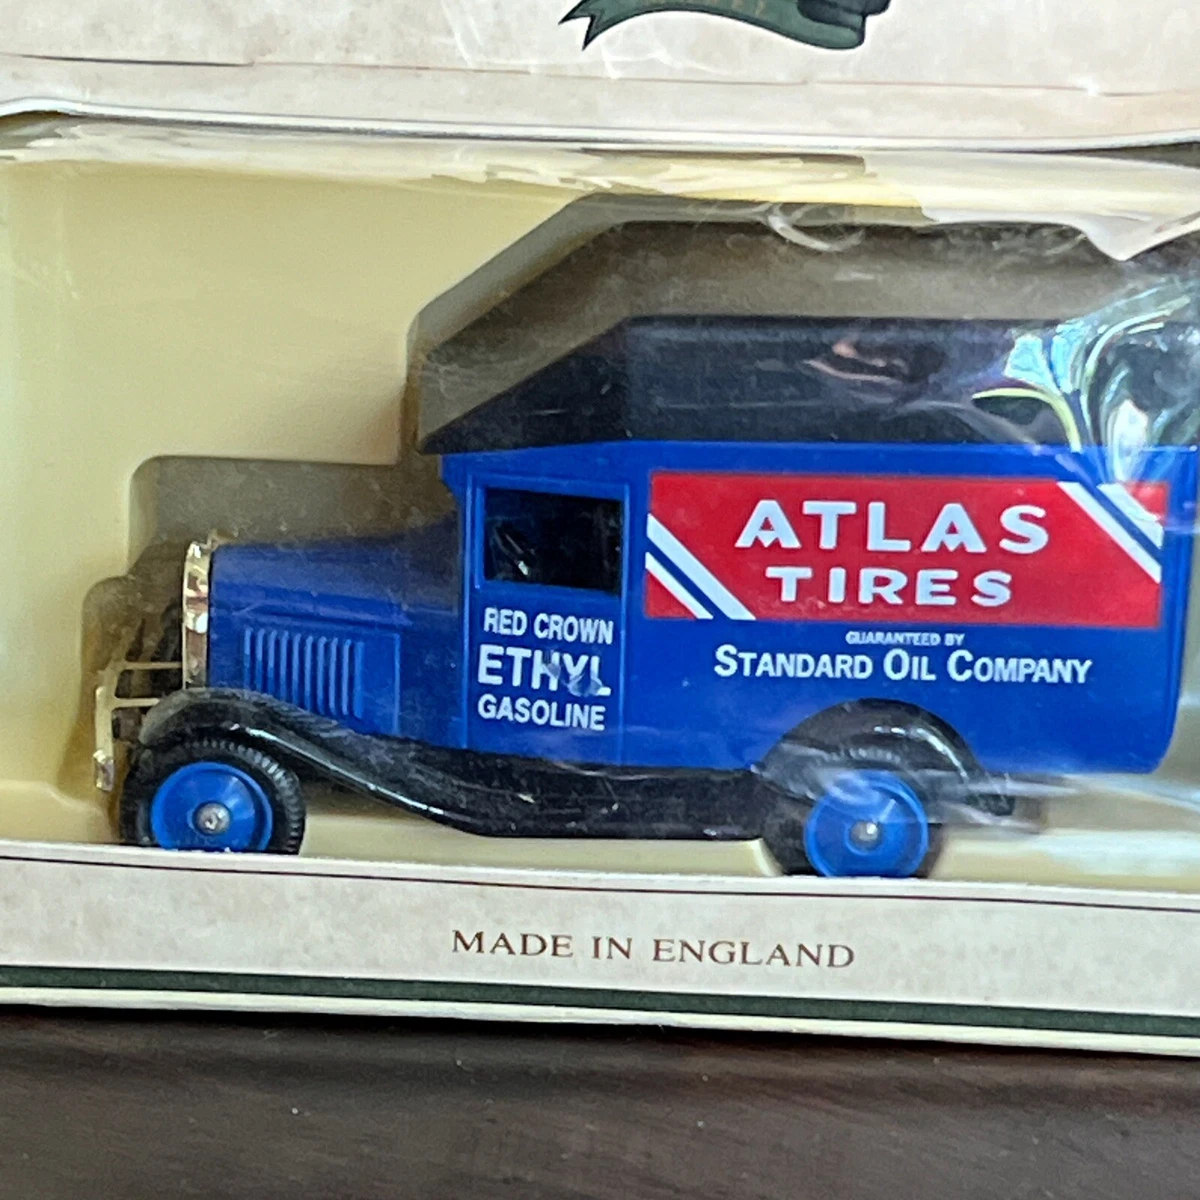 ATLAS
TIRES
GUARANTEED BY
STANDARD OIL COMPANY
RED CROWN
ETHYL
GASOLINE
MADE IN ENGLAND